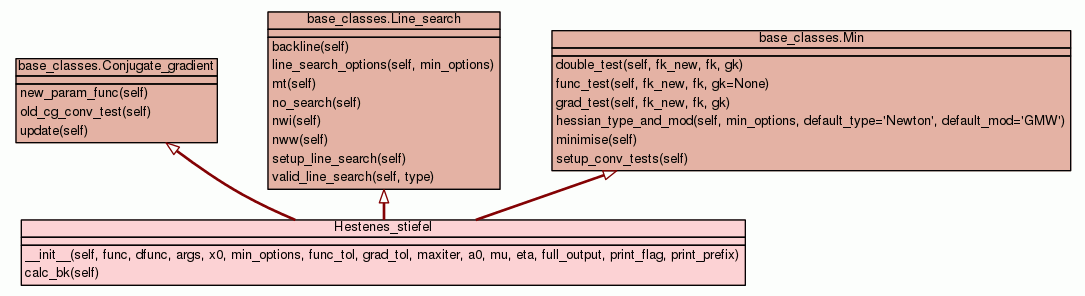 base_classes.Conjugate_gradient
new_param_func(self)
old_cg_conv_test(self)
update(self)
base_classes.Line_search
backline(self)
line_search_options(self, min_options)
mt(self)
no_search(self)
nwi(self)
nww(self)
setup_line_search(self)
valid_line_search(self, type)
base_classes.Min
double_test(self, fk_new, fk, gk)
func_test(self, fk_new, fk, gk=None)
grad_test(self, fk_new, fk, gk)
hessian_type_and_mod(self, min_options, default_type='Newton', default_mod='GMW')
minimise(self)
setup_conv_tests(self)
Hestenes_stiefel
__init__(self, func, dfunc, args, x0, min_options, func_tol, grad_tol, maxiter, a0, mu, eta, full_output, print_flag, print_prefix)
calc_bk(self)